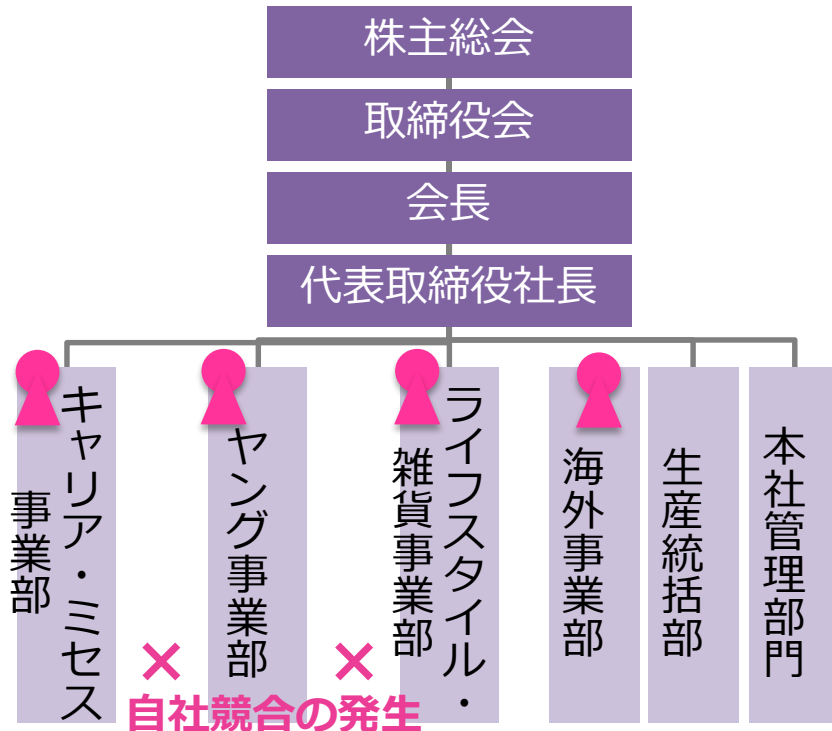 株主総会
取締役会
会長
代表取締役社長
キャリア・ミセス
事業部
ヤング事業部
ライフスタイル・
雑貨事業部
海外事業部
生産統括部
本社管理部門
× ×
自社競合の発生